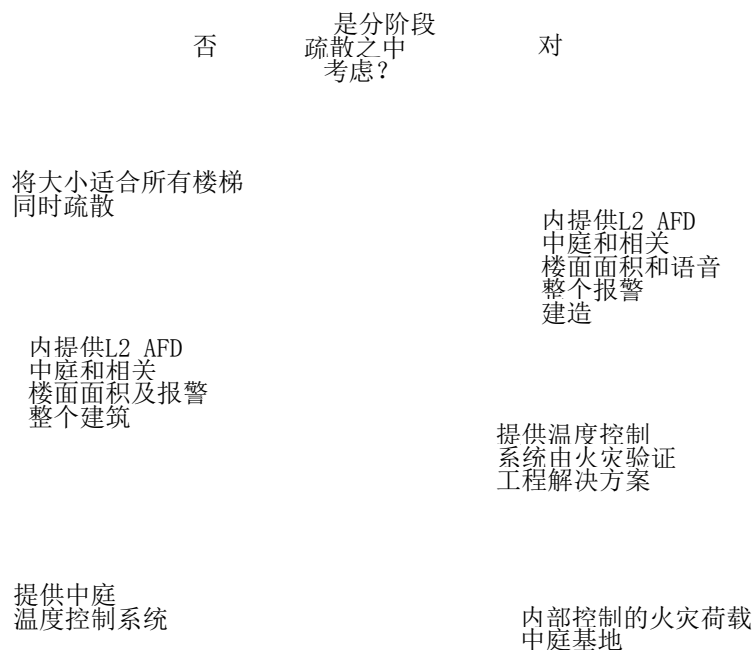 是分阶段
否
疏散之中
对
考虑？
将大小适合所有楼梯
同时疏散
内提供L2 AFD
中庭和相关
楼面面积和语音
整个报警
建造
内提供L2 AFD
中庭和相关
楼面面积及报警
整个建筑
提供温度控制
系统由火灾验证
工程解决方案
提供中庭
温度控制系统
内部控制的火灾荷载
中庭基地